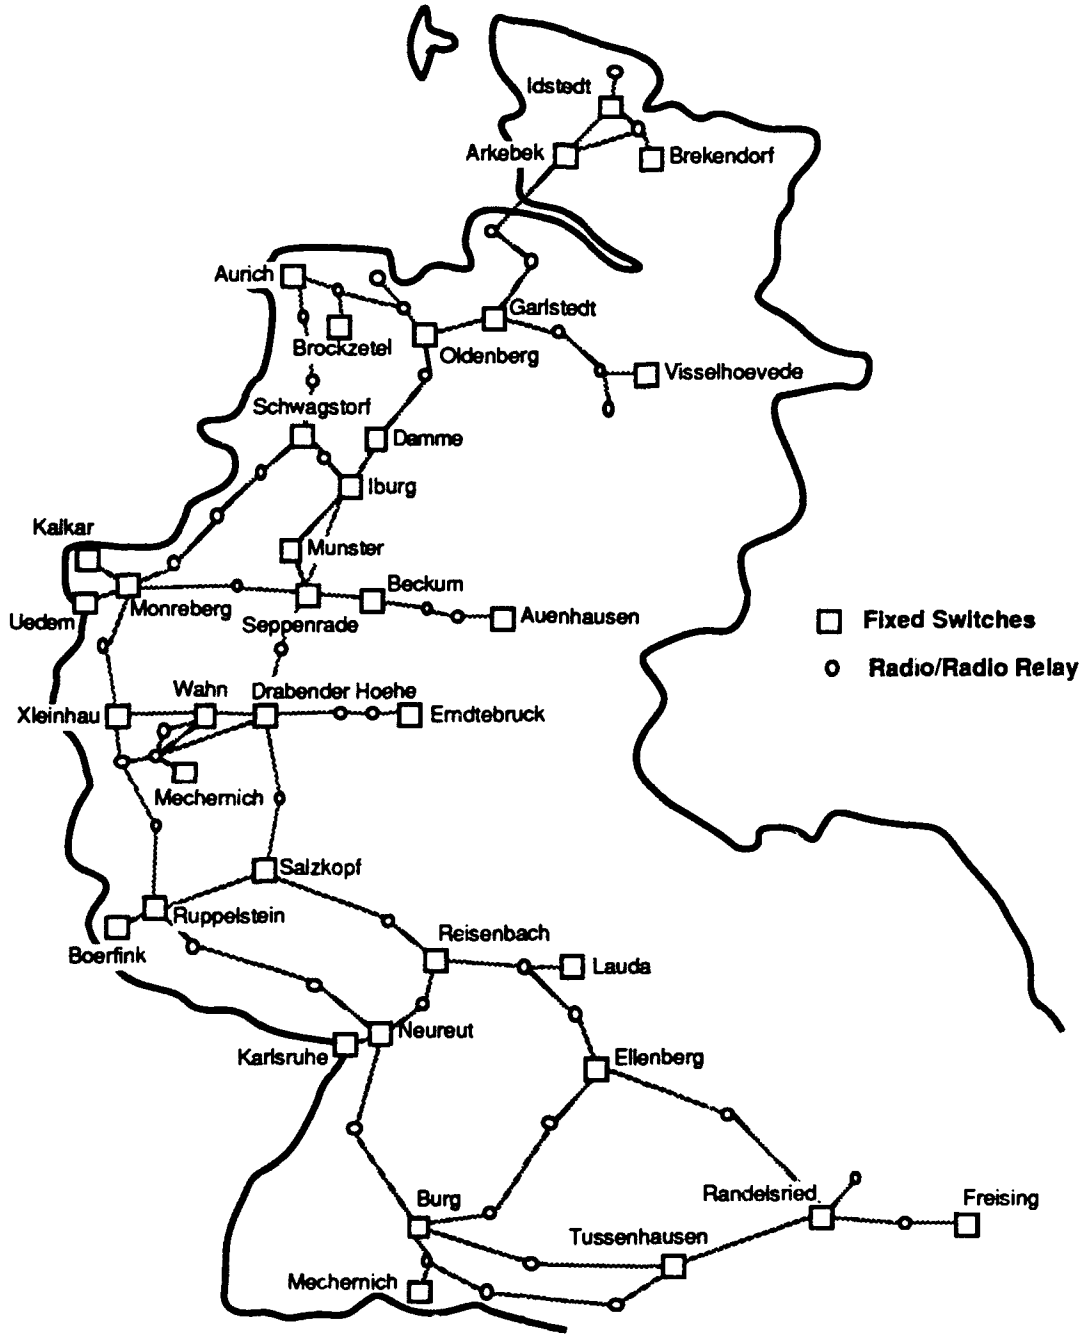 Idstedt
Arkebek
Brekendorf
Aurich
Garlstedt
Brockzetel
Oldenberg
Visselhoevede
Schwagstorf
Damme
Iburg
Kalkar
Munster
Beckum
Monreberg
Uedem
Seppenrade
Auenhausen
Fixed Switches
Radio/Radio Relay
Wahn
Drabender Hoehe
Xleinhau
Erndtebruck
Mechernich
Salzkopf
Ruppelstein
Boerfink
Reisenbach
Lauda
Neureut
Karlsruhe
Ellenberg
Randelsried
Freising
Burg
Tussenhausen
Mechernich